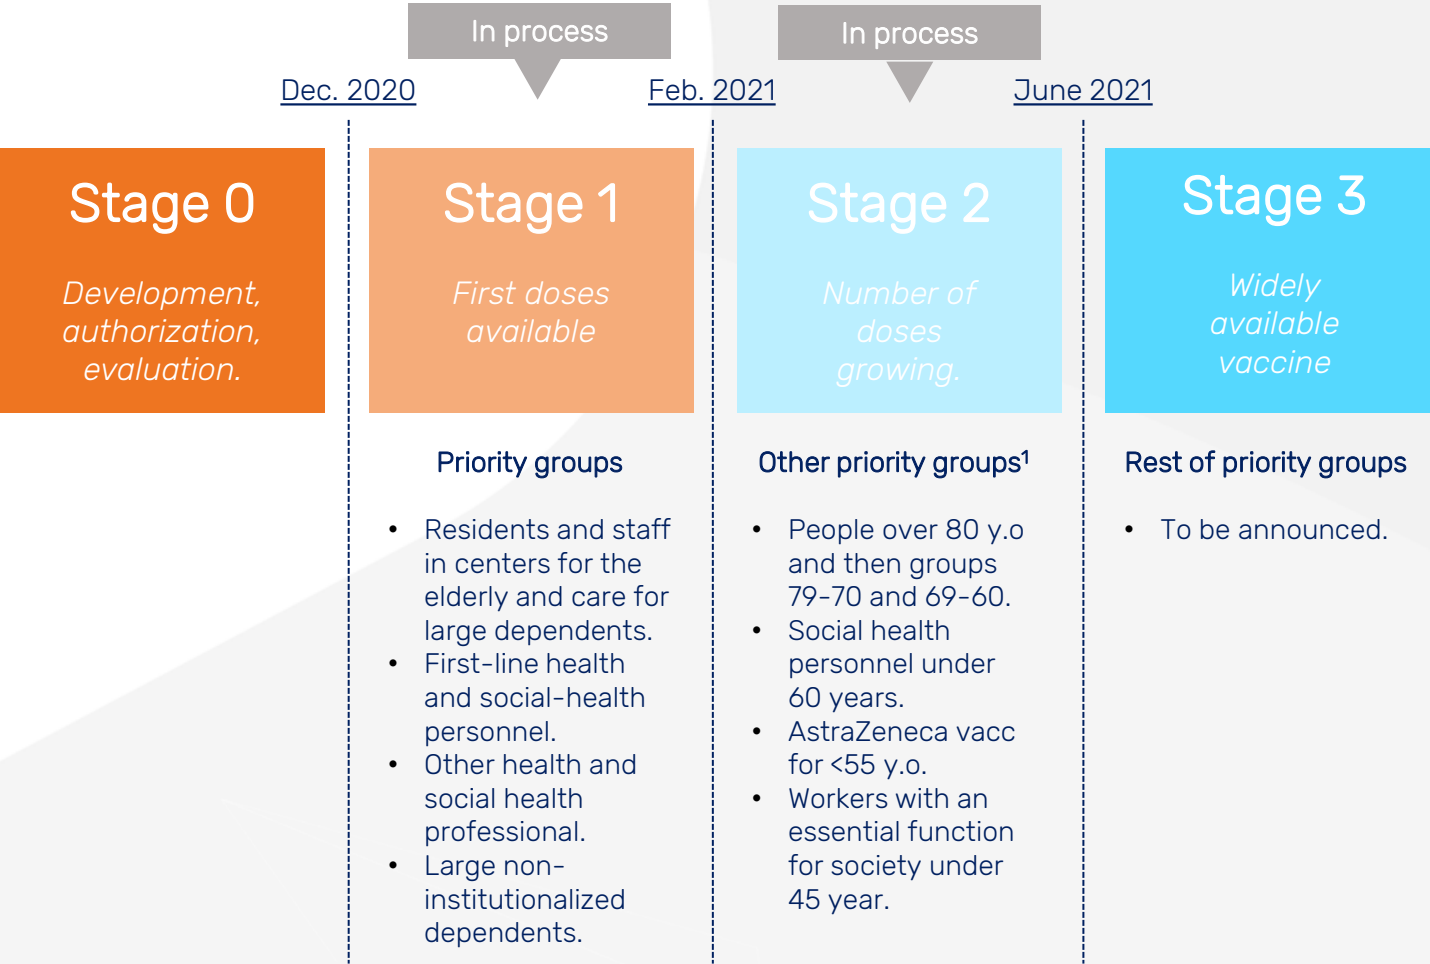 In process
In process
Dec. 2020
Feb. 2021
June 2021
Stage 0
Development,
authorization,
evaluation.
Stage 1
First doses
available
Stage 2
Number of
doses
growing.
Stage 3
Widely
available
vaccine
Priority groups
• Residents and staff
in centers for the
elderly and care for
large dependents.
• First-line health
and social-health
personnel.
• Other health and
social health
professional.
• Large non-
institutionalized
dependents.
Other priority groups¹
• People over 80 y.o
and then groups
79-70 and 69-60.
• Social health
personnel under
60 years.
• AstraZeneca vacc
for <55 y.o.
• Workers with an
essential function
for society under
45 year.
Rest of priority groups
• To be announced.